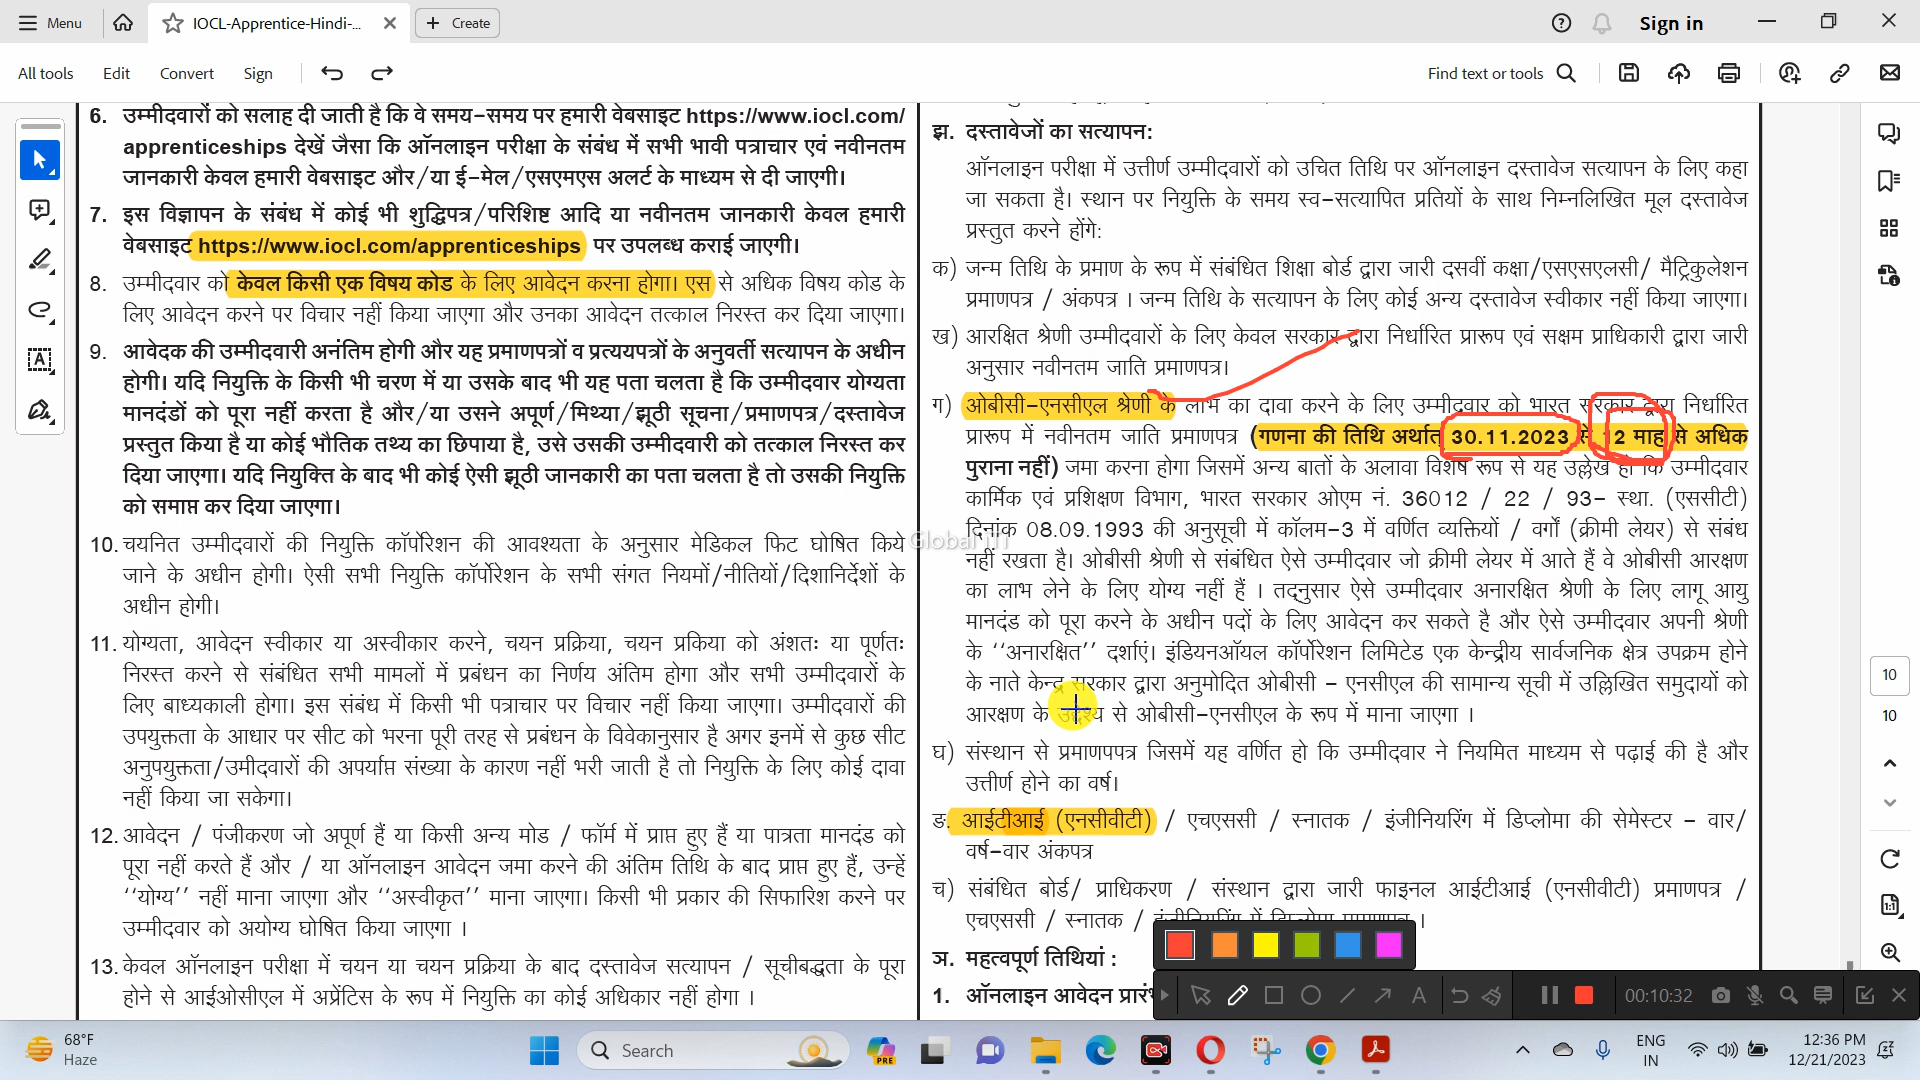 Menu
IOCL-Apprentice-Hindi-...
Create
Sign in
All tools
Edit
Convert
Sign
Find text or tools
6. उम्मीदवारों को सलाह दी जाती है कि वे समय-समय पर हमारी वेबसाइट https://www.iocl.com/
apprenticeships देखें जैसा कि ऑनलाइन परीक्षा के संबंध में सभी भावी पत्राचार एवं नवीनतम
जानकारी केवल हमारी वेबसाइट और/या ई-मेल/एसएमएस अलर्ट के माध्यम से दी जाएगी।
7. इस विज्ञापन के संबंध में कोई भी शुद्धिपत्र/परिशिष्ट आदि या नवीनतम जानकारी केवल हमारी
वेबसाइट https://www.iocl.com/apprenticeships पर उपलब्ध कराई जाएगी।
8. उम्मीदवार को केवल किसी एक विषय कोड के लिए आवेदन करना होगा। एस से अधिक विषय कोड के
लिए आवेदन करने पर विचार नहीं किया जाएगा और उनका आवेदन तत्काल निरस्त कर दिया जाएगा।
9. आवेदक की उम्मीदवारी अनंतिम होगी और यह प्रमाणपत्रों व प्रत्ययपत्रों के अनुवर्ती सत्यापन के अधीन
होगी। यदि नियुक्ति के किसी भी चरण में या उसके बाद भी यह पता चलता है कि उम्मीदवार योग्यता
मानदंडों को पूरा नहीं करता है और/या उसने अपूर्ण/मिथ्या/झूठी सूचना/प्रमाणपत्र/दस्तावेज
प्रस्तुत किया है या कोई भौतिक तथ्य का छिपाया है, उसे उसकी उम्मीदवारी को तत्काल निरस्त कर
दिया जाएगा। यदि नियुक्ति के बाद भी कोई ऐसी झूठी जानकारी का पता चलता है तो उसकी नियुक्ति
को समाप्त कर दिया जाएगा।
10. चयनित उम्मीदवारों की नियुक्ति कॉर्पोरेशन की आवश्यता के अनुसार मेडिकल फिट घोषित किये
जाने के अधीन होगी। ऐसी सभी नियुक्ति कॉर्पोरेशन के सभी संगत नियमों/नीतियों/दिशानिर्देशों के
अधीन होगी।
11. योग्यता, आवेदन स्वीकार या अस्वीकार करने, चयन प्रक्रिया, चयन प्रकिया को अंशतः या पूर्णतः
निरस्त करने से संबंधित सभी मामलों में प्रबंधन का निर्णय अंतिम होगा और सभी उम्मीदवारों के
लिए बाध्यकाली होगा। इस संबंध में किसी भी पत्राचार पर विचार नहीं किया जाएगा। उम्मीदवारों की
उपयुक्तता के आधार पर सीट को भरना पूरी तरह से प्रबंधन के विवेकानुसार है अगर इनमें से कुछ सीट
अनुपयुक्तता/उमीदवारों की अपर्याप्त संख्या के कारण नहीं भरी जाती है तो नियुक्ति के लिए कोई दावा
नहीं किया जा सकेगा।
12. आवेदन / पंजीकरण जो अपूर्ण हैं या किसी अन्य मोड / फॉर्म में प्राप्त हुए हैं या पात्रता मानदंड को
पूरा नहीं करते हैं और / या ऑनलाइन आवेदन जमा करने की अंतिम तिथि के बाद प्राप्त हुए हैं, उन्हें
‘‘योग्य’’ नहीं माना जाएगा और ‘‘अस्वीकृत’’ माना जाएगा। किसी भी प्रकार की सिफारिश करने पर
उम्मीदवार को अयोग्य घोषित किया जाएगा ।
13. केवल ऑनलाइन परीक्षा में चयन या चयन प्रक्रिया के बाद दस्तावेज सत्यापन / सूचीबद्धता के पूरा
होने से आईओसीएल में अप्रेंटिस के रूप में नियुक्ति का कोई अधिकार नहीं होगा ।
झ. दस्तावेजों का सत्यापन:
ऑनलाइन परीक्षा में उत्तीर्ण उम्मीदवारों को उचित तिथि पर ऑनलाइन दस्तावेज सत्यापन के लिए कहा
जा सकता है। स्थान पर नियुक्ति के समय स्व-सत्यापित प्रतियों के साथ निम्नलिखित मूल दस्तावेज
प्रस्तुत करने होंगे:
क) जन्म तिथि के प्रमाण के रूप में संबंधित शिक्षा बोर्ड द्वारा जारी दसवीं कक्षा/एसएसएलसी/ मैट्रिकुलेशन
प्रमाणपत्र / अंकपत्र । जन्म तिथि के सत्यापन के लिए कोई अन्य दस्तावेज स्वीकार नहीं किया जाएगा।
ख) आरक्षित श्रेणी उम्मीदवारों के लिए केवल सरकार द्वारा निर्धारित प्रारूप एवं सक्षम प्राधिकारी द्वारा जारी
अनुसार नवीनतम जाति प्रमाणपत्र।
ग) ओबीसी-एनसीएल श्रेणी के लाभ का दावा करने के लिए उम्मीदवार को भारत सरकार द्वारा निर्धारित
प्रारूप में नवीनतम जाति प्रमाणपत्र (गणना की तिथि अर्थात् 30.11.2023 से 12 माह से अधिक
पुराना नहीं) जमा करना होगा जिसमें अन्य बातों के अलावा विशेष रूप से यह उल्लेख हो कि उम्मीदवार
कार्मिक एवं प्रशिक्षण विभाग, भारत सरकार ओएम नं. 36012 / 22 / 93- स्था. (एससीटी)
दिनांक 08.09.1993 की अनुसूची में कॉलम-3 में वर्णित व्यक्तियों / वर्गों (क्रीमी लेयर) से संबंध
नहीं रखता है। ओबीसी श्रेणी से संबंधित ऐसे उम्मीदवार जो क्रीमी लेयर में आते हैं वे ओबीसी आरक्षण
का लाभ लेने के लिए योग्य नहीं हैं । तद्नुसार ऐसे उम्मीदवार अनारक्षित श्रेणी के लिए लागू आयु
मानदंड को पूरा करने के अधीन पदों के लिए आवेदन कर सकते है और ऐसे उम्मीदवार अपनी श्रेणी
के ‘‘अनारक्षित’’ दर्शाएं। इंडियनऑयल कॉर्पोरेशन लिमिटेड एक केन्द्रीय सार्वजनिक क्षेत्र उपक्रम होने
के नाते केन्द्र सरकार द्वारा अनुमोदित ओबीसी - एनसीएल की सामान्य सूची में उल्लिखित समुदायों को
आरक्षण के उद्देश्य से ओबीसी-एनसीएल के रूप में माना जाएगा ।
घ) संस्थान से प्रमाणपपत्र जिसमें यह वर्णित हो कि उम्मीदवार ने नियमित माध्यम से पढ़ाई की है और
उत्तीर्ण होने का वर्ष।
ङ. आईटीआई (एनसीवीटी) / एचएससी / स्नातक / इंजीनियरिंग में डिप्लोमा की सेमेस्टर - वार/
वर्ष-वार अंकपत्र
च) संबंधित बोर्ड/ प्राधिकरण / संस्थान द्वारा जारी फाइनल आईटीआई (एनसीवीटी) प्रमाणपत्र /
एचएससी / स्नातक / इंजीनियरिंग में डिप्लोमा प्रमाणपत्र ।
ञ. महत्वपूर्ण तिथियां :
1. ऑनलाइन आवेदन प्रारंभ
Global
10
10
1:1
A
00:10:32
68°F
Haze
Search
PRE
ENG
IN
12:36 PM
12/21/2023